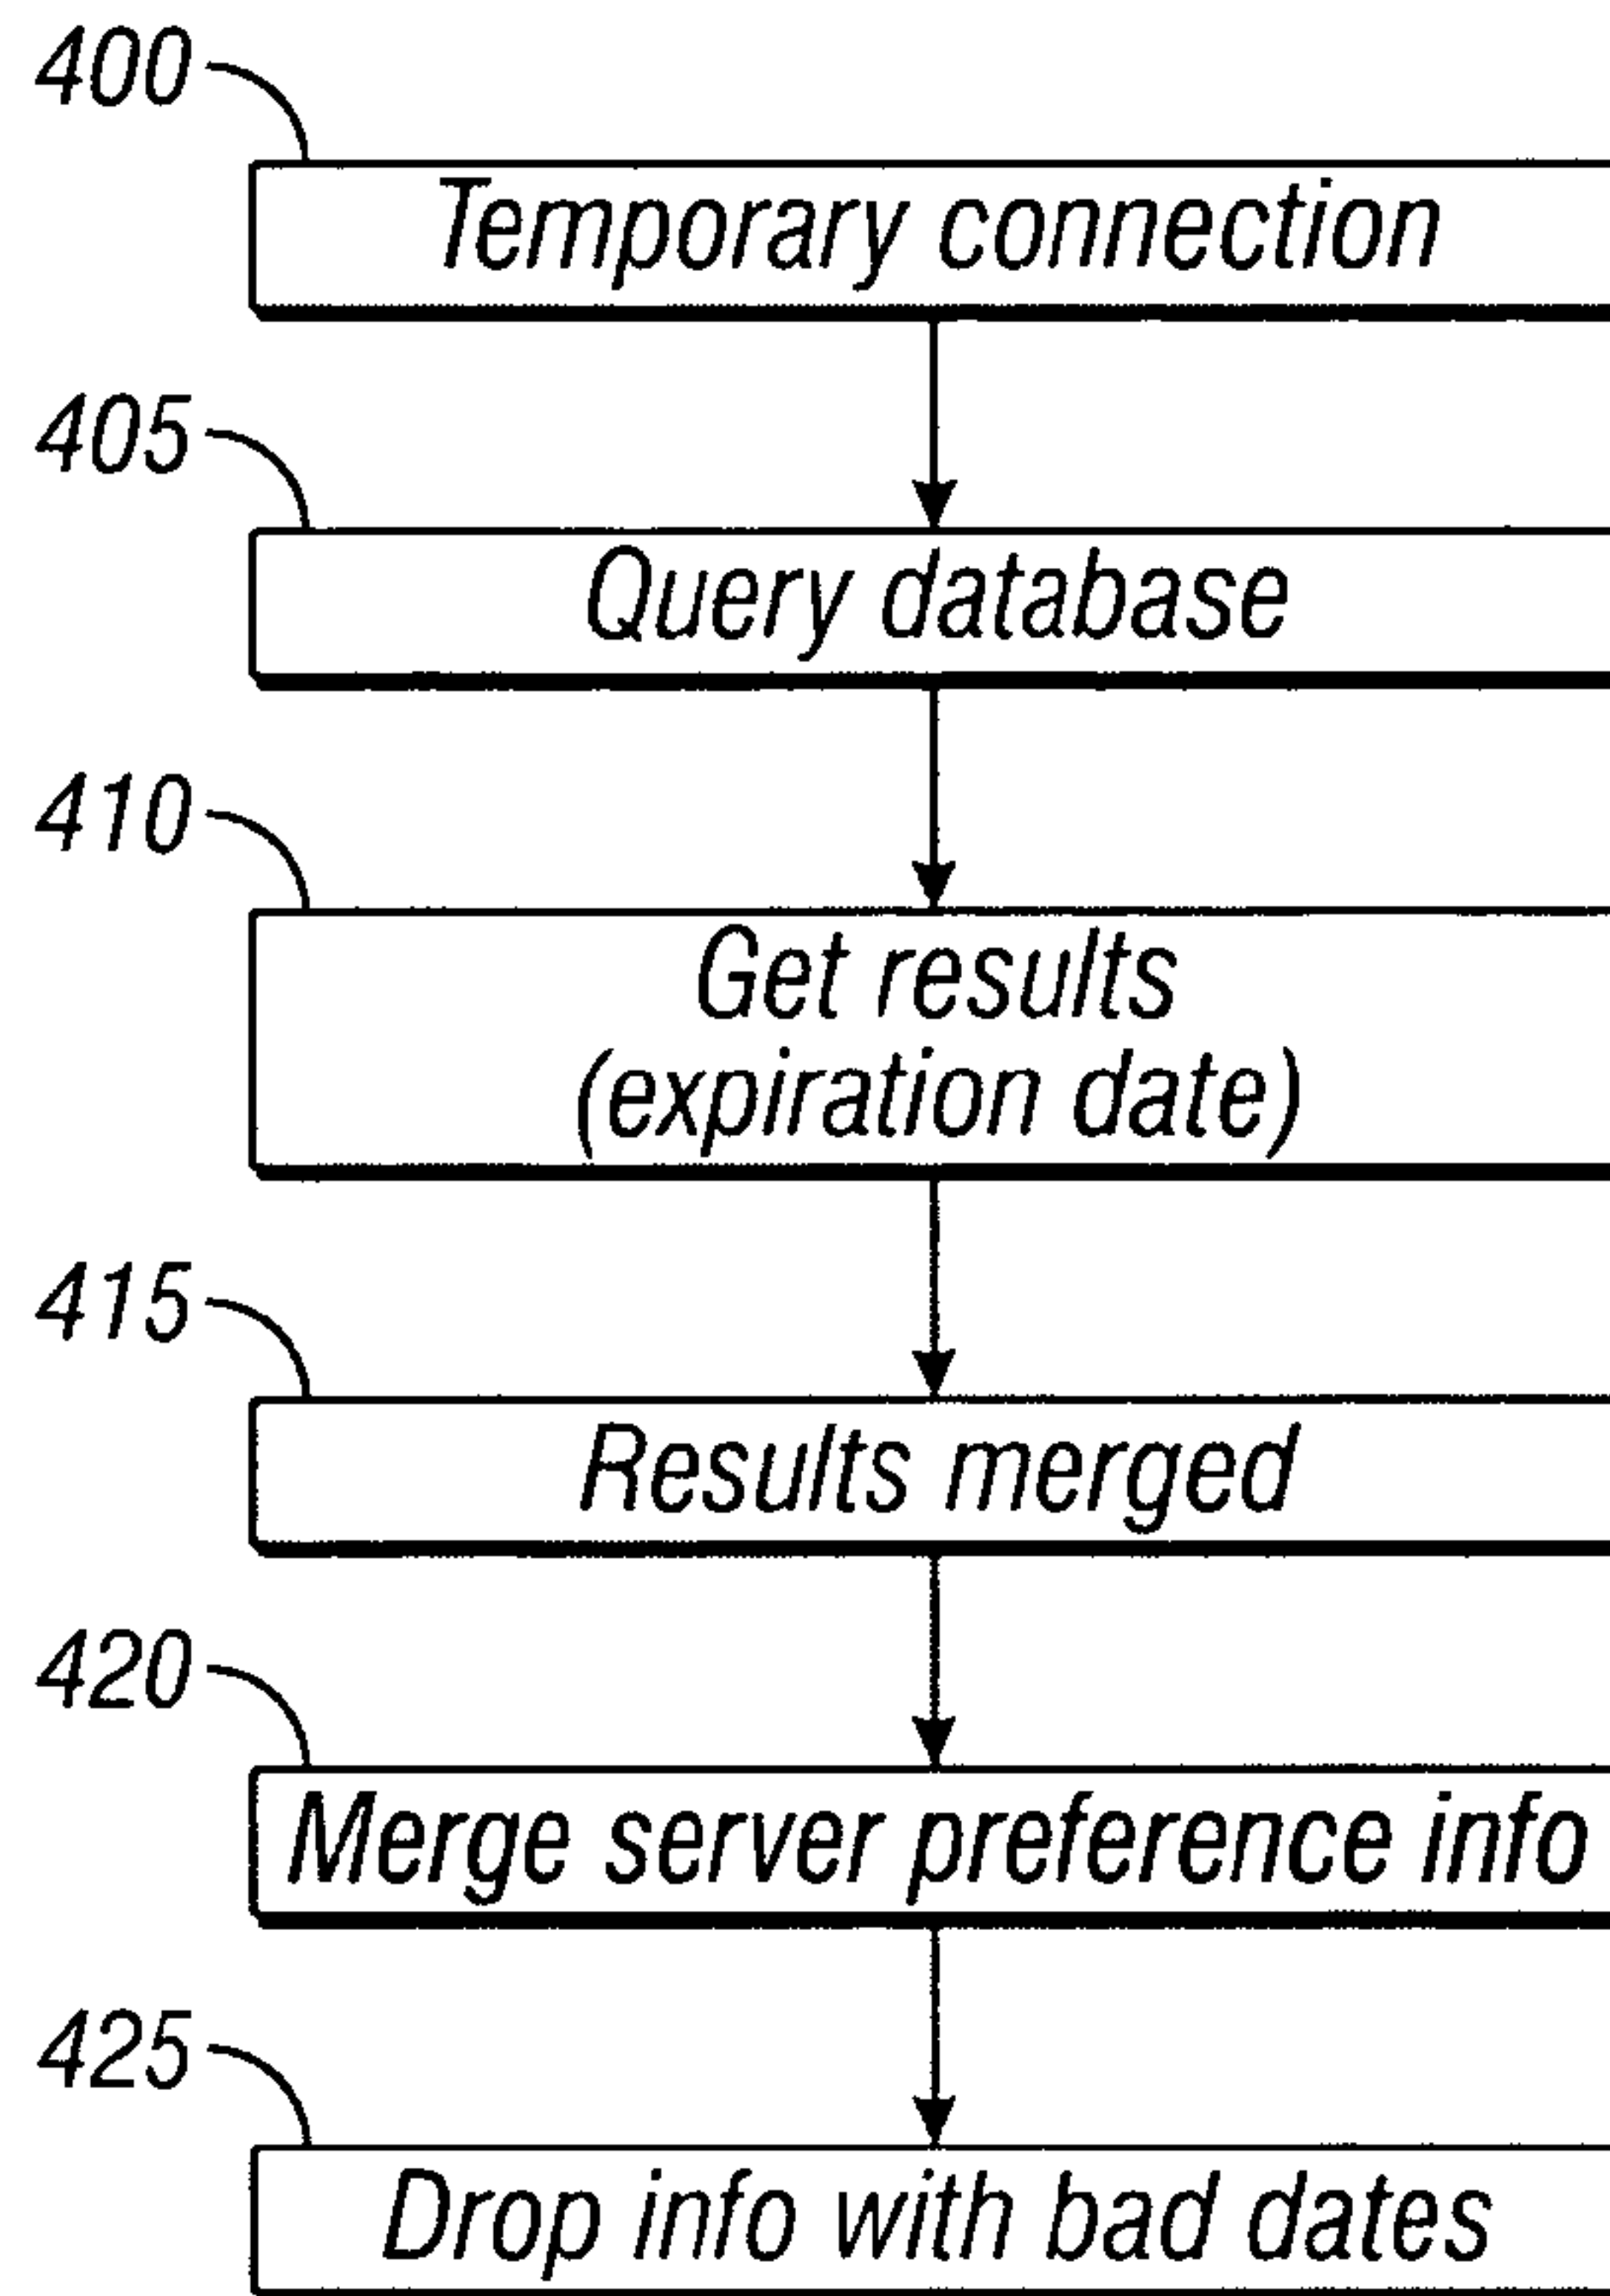 400
Temporary connection
405
Query database
410
Get results
(expiration date)
415
Results merged
420
Merge server preference info
425
Drop info with bad dates